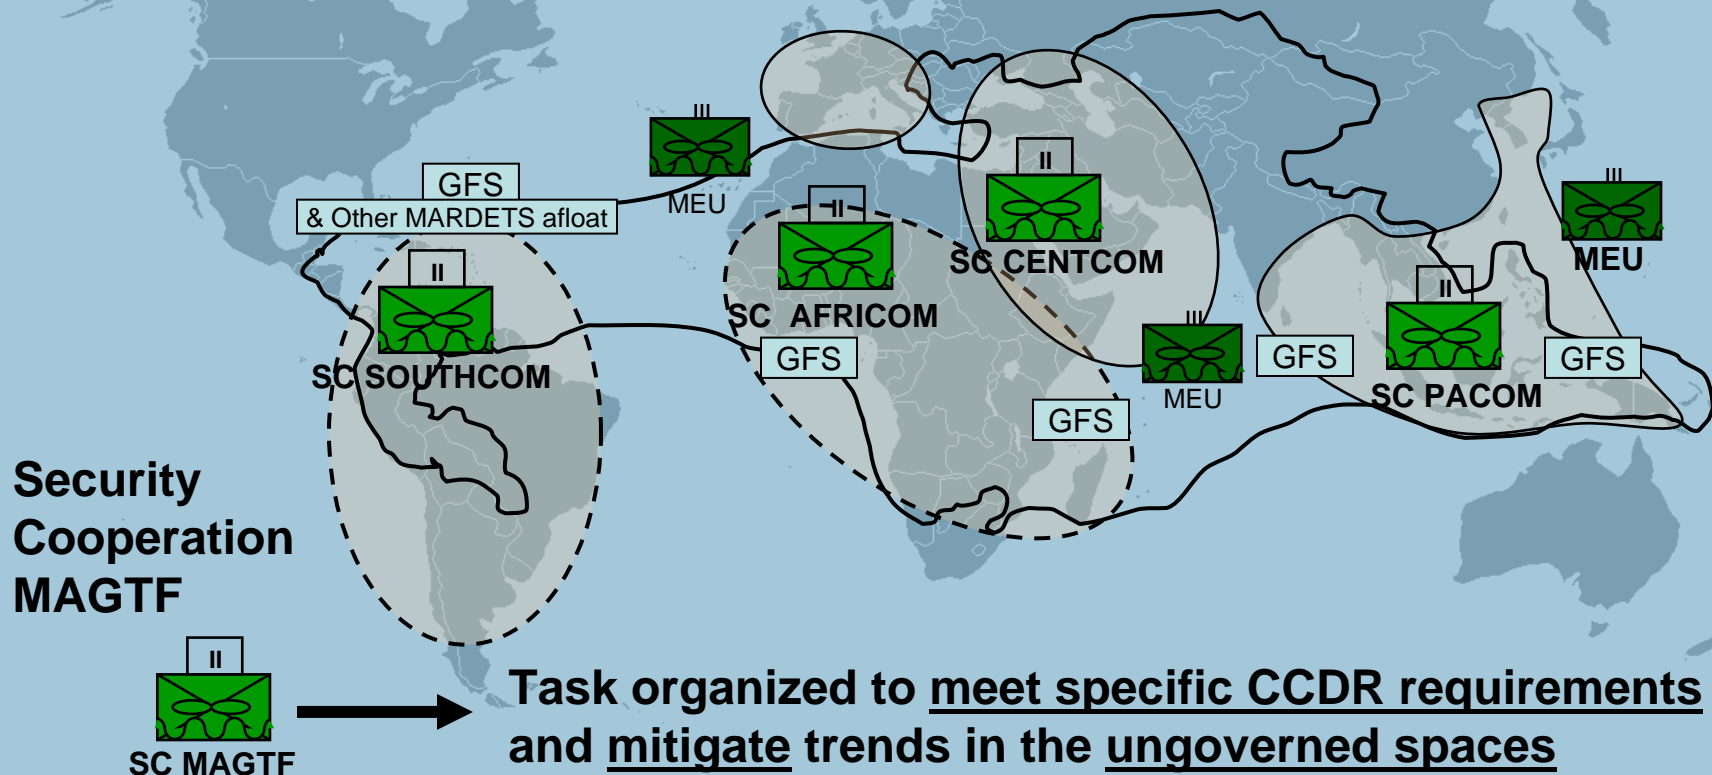 III
MEU
GFS
& Other MARDETS afloat
II
SC SOUTHCOM
II
SC AFRICOM
GFS
II
SC CENTCOM
III
MEU
GFS
III
MEU
II
SC PACOM
GFS
GFS
Security
Cooperation
MAGTF
II
SC MAGTF
Task organized to meet specific CCDR requirements
and mitigate trends in the ungoverned spaces